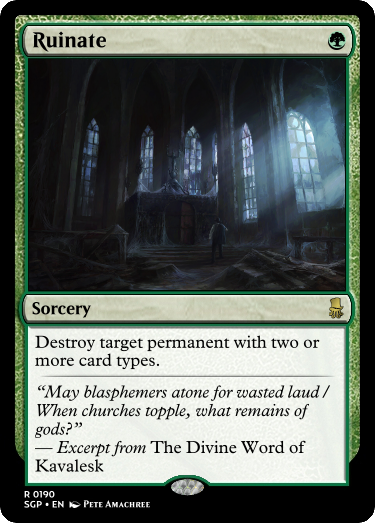 Ruinate
Sorcery
Destroy target permanent with two or
more card types.
“May blasphemers atone for wasted laud /
When churches topple, what remains of
gods?”
— Excerpt from The Divine Word of
Kavalesk
R 0190
SGP • EN Pete Amachree